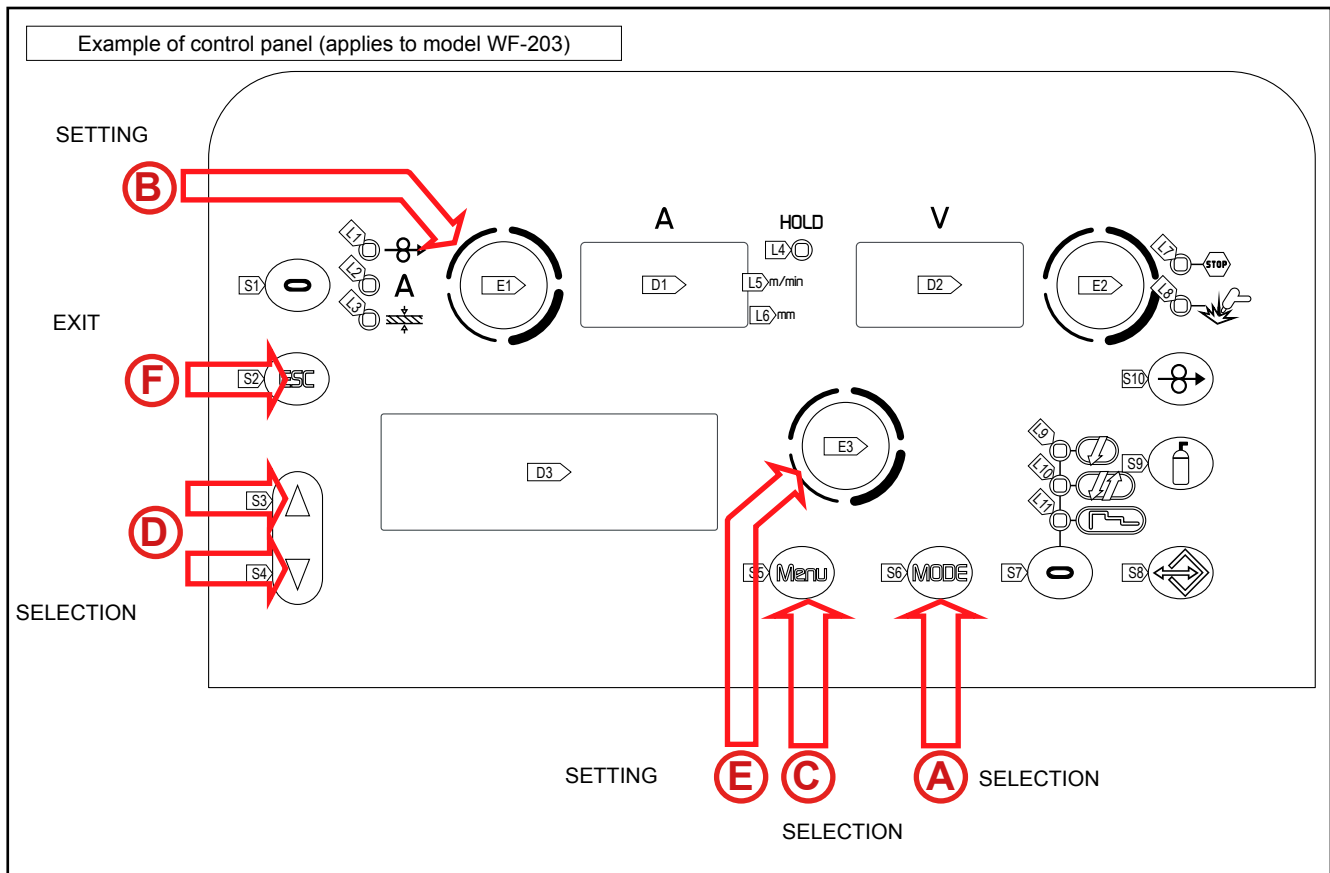 Example of control panel (applies to model WF-203)
SETTING
B
A
HOLD
V
L1
L4
L7
STOP
L2
S1
A
E1
D1
L5 m/min
D2
E2
L8
L3
L6 mm
EXIT
F
S2
ESC
S10
E3
L9
D3
L10
S9
S3
L11
D
S4
S5
Menu
S6
MODE
S7
S8
SELECTION
SETTING
E
C
A
SELECTION
SELECTION